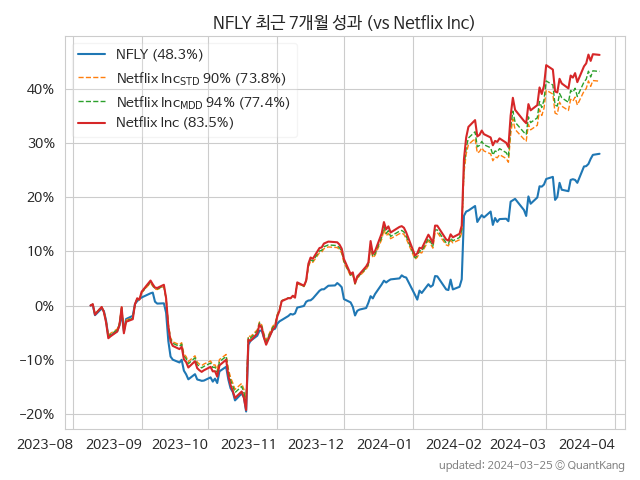 NFLY 최근 7개월 성과 (vs Netflix Inc)
NFLY (48.3%)
Netflix IncSTD 90% (73.8%)
Netflix IncMDD 94% (77.4%)
Netflix Inc (83.5%)
40%
30%
20%
10%
0%
−10%
−20%
2023-08 2023-09 2023-10 2023-11 2023-12 2024-01 2024-02 2024-03 2024-04
updated: 2024-03-25 © QuantKang